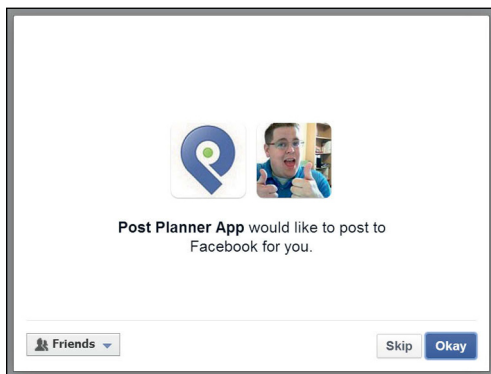 Post Planner App would like to post to
Facebook for you.
Friends
Skip Okay